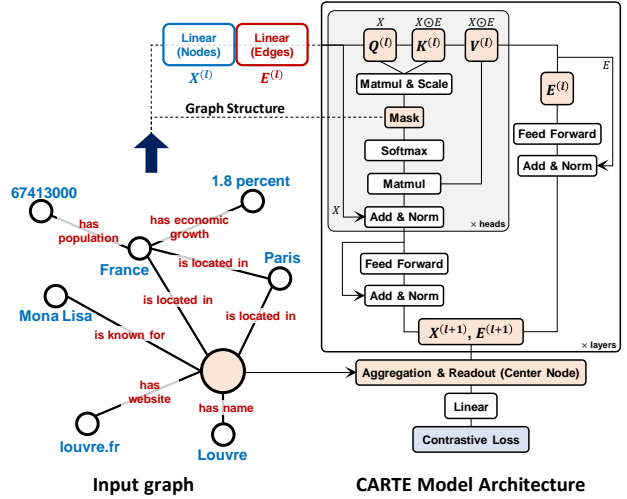 Linear
(Nodes)
Linear
(Edges)
X^(l)
E^(l)
Graph Structure
67413000
1.8 percent
has
population
has economic
growth
France
is located in
Paris
Mona Lisa
is located in
is located in
is known for
has
website
has name
louvre.fr
Louvre
Input graph
X
X⊙E
X⊙E
Q^(l)
K^(l)
V^(l)
E
Matmul & Scale
E^(l)
Mask
Softmax
Feed Forward
Matmul
Add & Norm
X
Add & Norm
× heads
Feed Forward
Add & Norm
X^(l+1), E^(l+1)
× layers
Aggregation & Readout (Center Node)
Linear
Contrastive Loss
CARTE Model Architecture